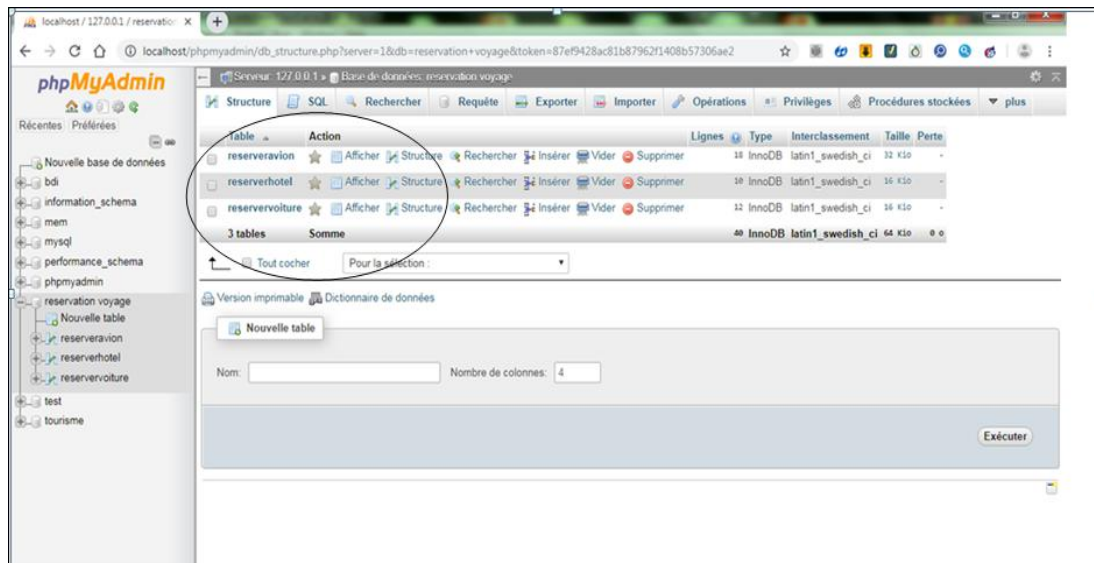 localhost / 127.0.0.1 / reservation
localhost/phpmyadmin/db_structure.php?server=1&db=reservation+voyage&token=87ef9428ac81b87962f1408b57306ae2
phpMyAdmin
Récentes Préférées
Nouvelle base de données
bdi
information_schema
mem
mysql
performance_schema
phpmyadmin
reservation voyage
Nouvelle table
reserveravion
reserverhotel
reservervoiture
test
tourisme
Serveur: 127.0.0.1 » Base de données: reservation voyage
Structure SQL Rechercher Requête Exporter Importer Opérations Privilèges Procédures stockées plus
Table Action Lignes Type Interclassement Taille Perte
reserveravion Afficher Structure Rechercher Insérer Vider Supprimer 18 InnoDB latin1_swedish_ci 32 Kio -
reserverhotel Afficher Structure Rechercher Insérer Vider Supprimer 10 InnoDB latin1_swedish_ci 16 Kio -
reservervoiture Afficher Structure Rechercher Insérer Vider Supprimer 12 InnoDB latin1_swedish_ci 16 Kio -
3 tables Somme 40 InnoDB latin1_swedish_ci 64 Kio 0 o
Tout cocher Pour la sélection :
Version imprimable Dictionnaire de données
Nouvelle table
Nom: Nombre de colonnes: 4
Exécuter